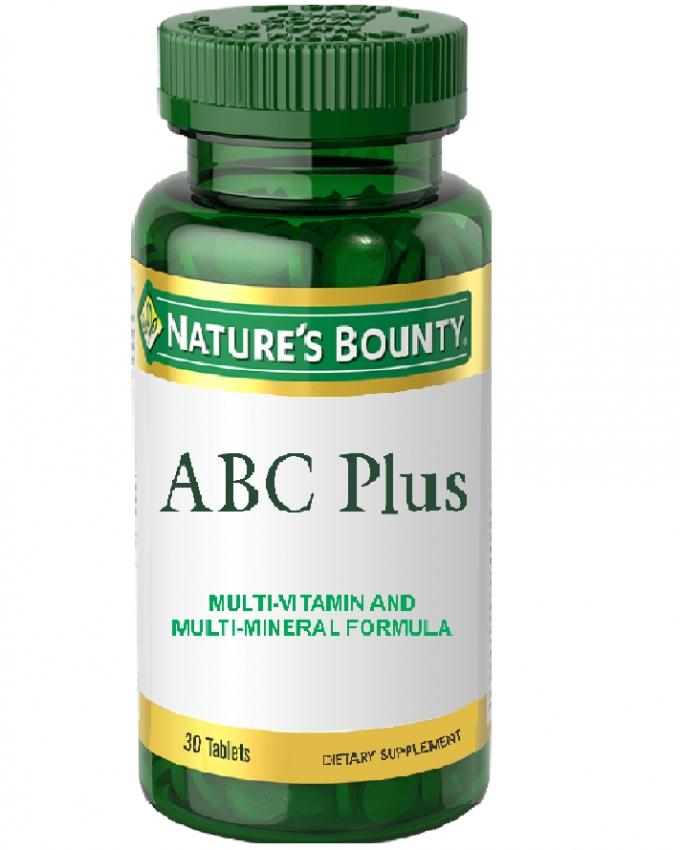 NATURE'S BOUNTY®
ABC Plus
MULTI-VITAMIN AND
MULTI-MINERAL FORMULA
30 Tablets
DIETARY SUPPLEMENT